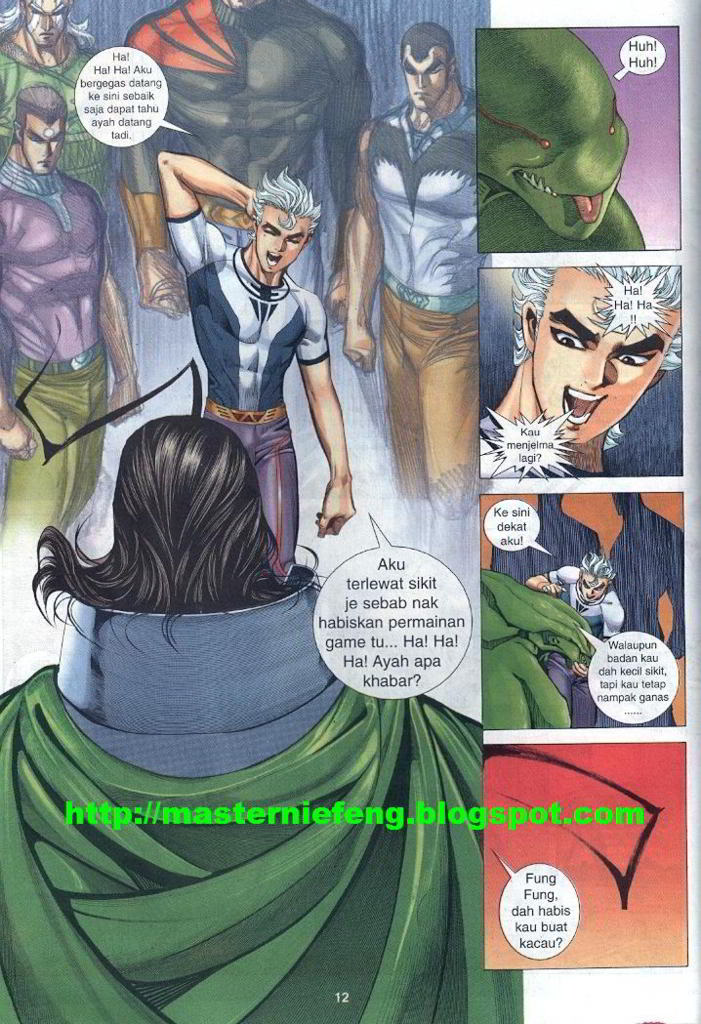 Ha!
Ha! Ha! Aku
bergegas datang
ke sini sebaik
saja dapat tahu
ayah datang
tadi.
Aku
terlewat sikit
je sebab nak
habiskan permainan
game tu... Ha! Ha!
Ha! Ayah apa
khabar?
Huh!
Huh!
Ha!
Ha! Ha
!!
Kau
menjelma
lagi?
Ke sini
dekat
aku!
Walaupun
badan kau
dah kecil sikit,
tapi kau tetap
nampak ganas
......
http://masterniefeng.blogspot.com
Fung
Fung,
dah habis
kau buat
kacau?
12